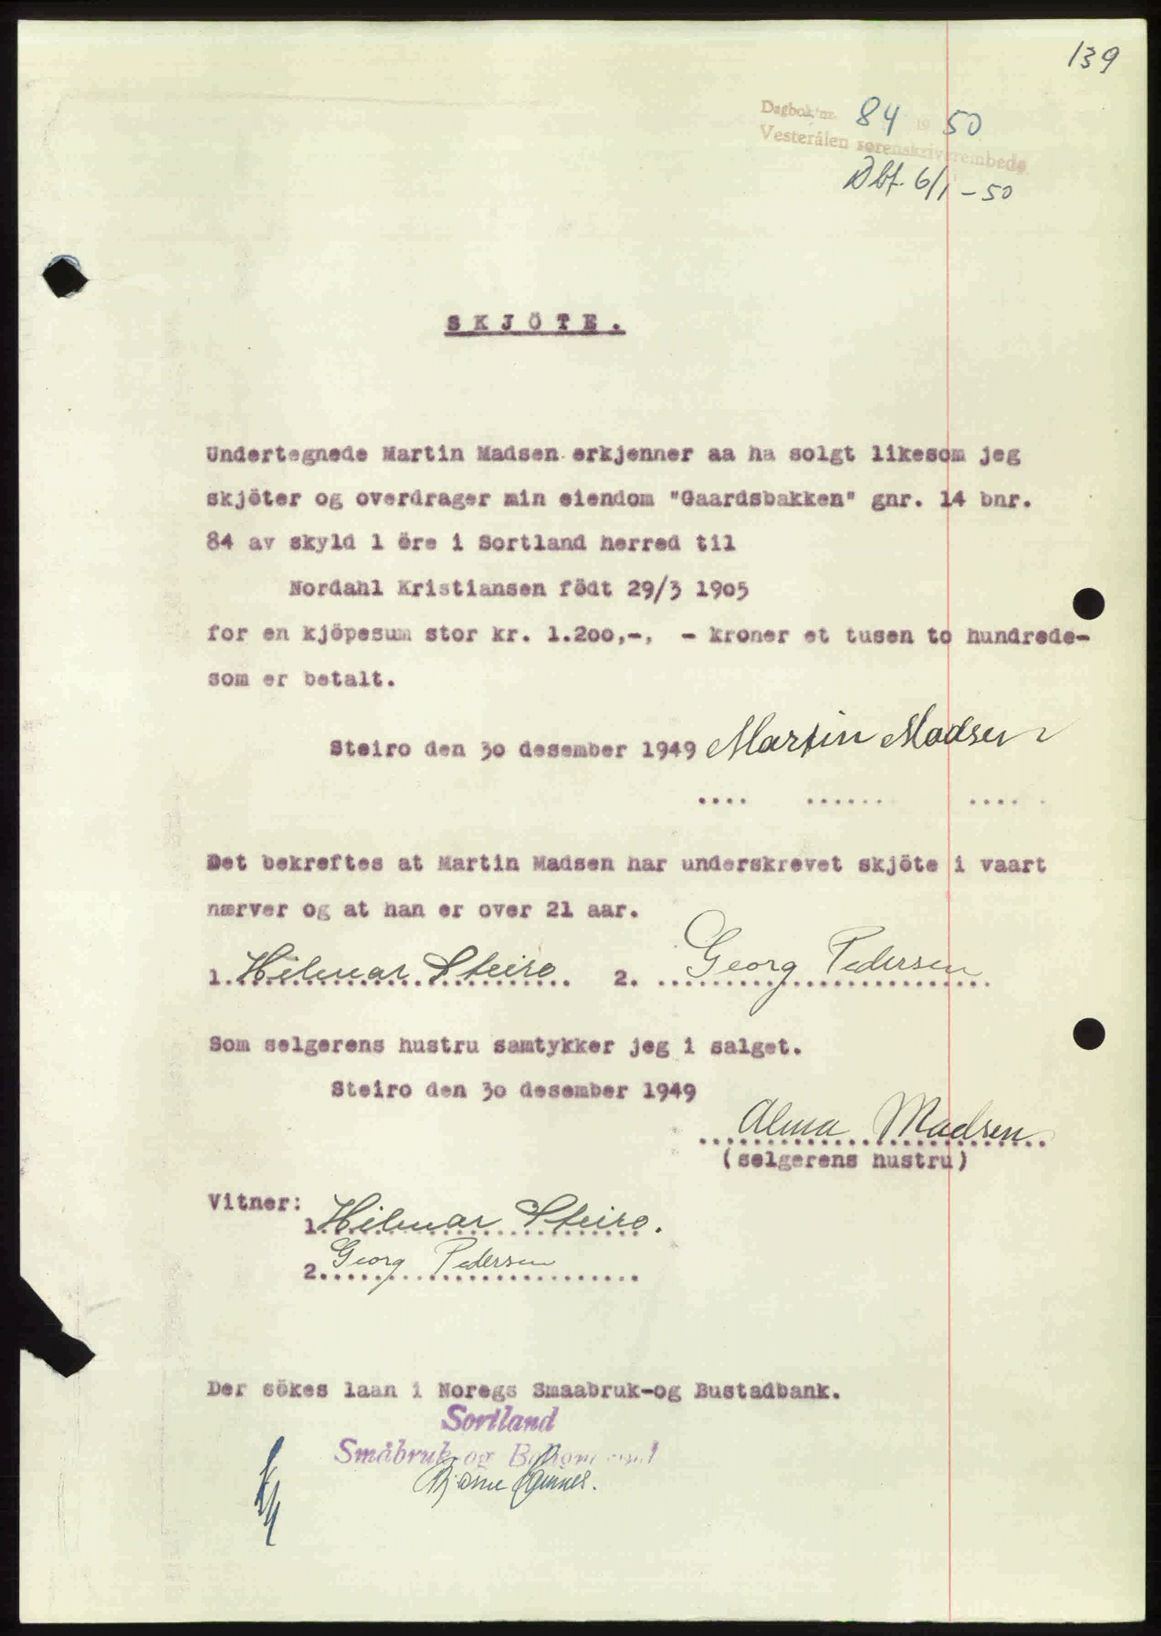 139
Dagbok nr. 84 19 50
Vesterålen sorenskriverembede
Dbf. 6/1 - 50
SKJÖTE.
Undertegnede Martin Madsen erkjenner aa ha solgt likesom jeg
skjöter og overdrager min eiendom "Gaardsbakken" gnr. 14 bnr.
84 av skyld 1 öre i Sortland herred til
Nordahl Kristiansen födt 29/3 1905
for en kjöpesum stor kr. 1.200,-, - kroner et tusen to hundrede-
som er betalt.
Steiro den 30 desember 1949 Martin Madsen
Det bekreftes at Martin Madsen har underskrevet skjöte i vaart
nærver og at han er over 21 aar.
1. Hilmar Steiro 2. Georg Pedersen
Som selgerens hustru samtykker jeg i salget.
Steiro den 30 desember 1949
Alma Madsen
(selgerens hustru)
Vitner:
1. Hilmar Steiro.
2. Georg Pedersen
Der sökes laan i Noregs Smaabruk-og Bustadbank.
Sortland
Småbruk- og
Bjarne